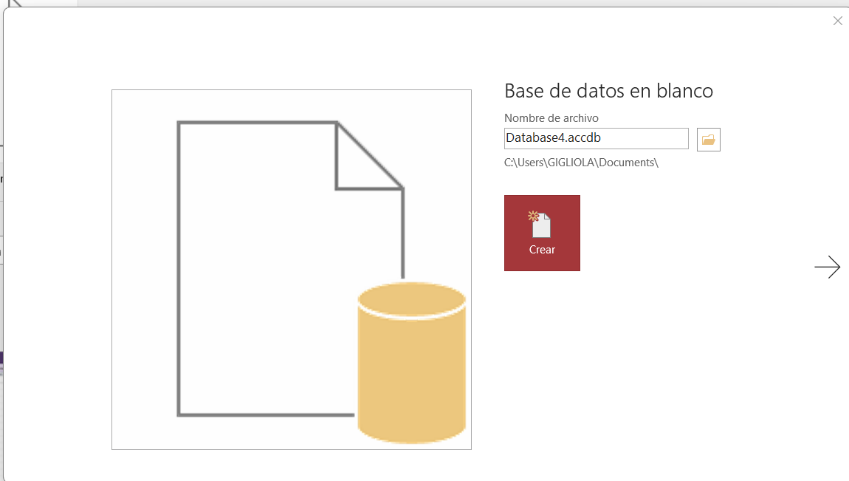 Base de datos en blanco
Nombre de archivo
Database4.accdb
C:\Users\GIGLIOLA\Documents\
Crear